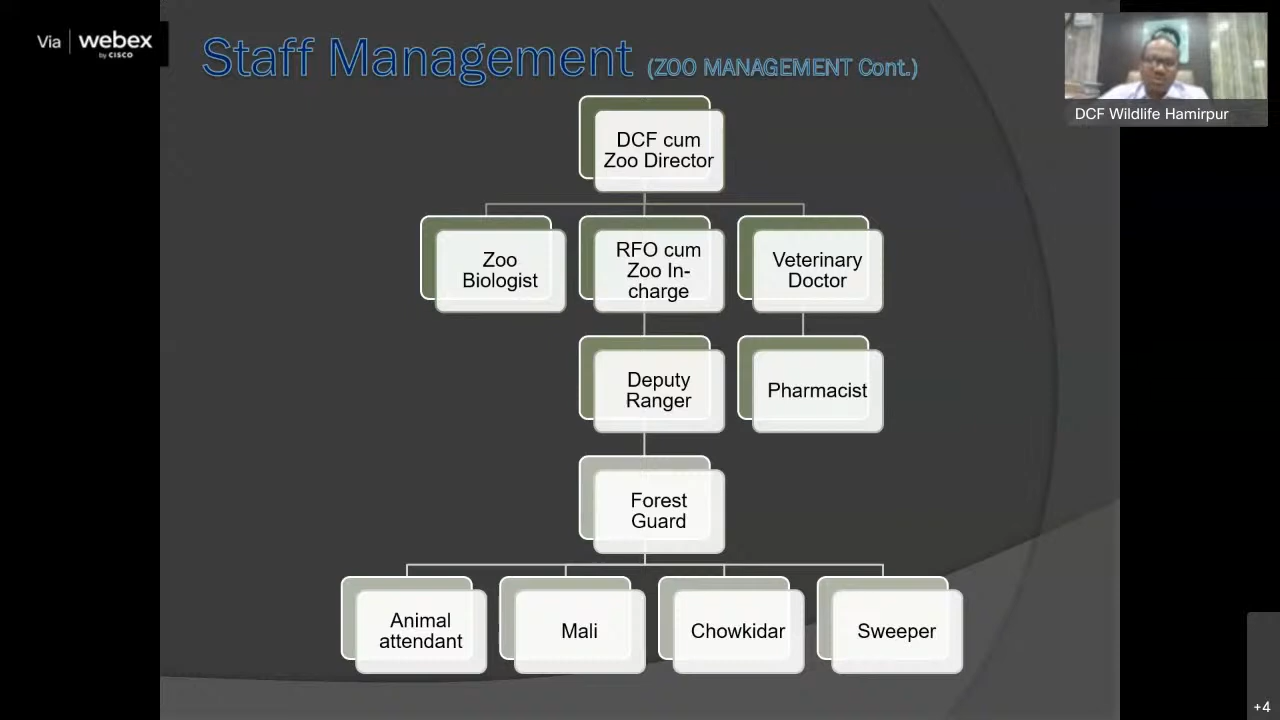 Via webex
by CISCO
Staff Management (ZOO MANAGEMENT Cont.)
DCF Wildlife Hamirpur
DCF cum
Zoo Director
Zoo
Biologist
RFO cum
Zoo In-
charge
Veterinary
Doctor
Deputy
Ranger
Pharmacist
Forest
Guard
Animal
attendant
Mali
Chowkidar
Sweeper
+4